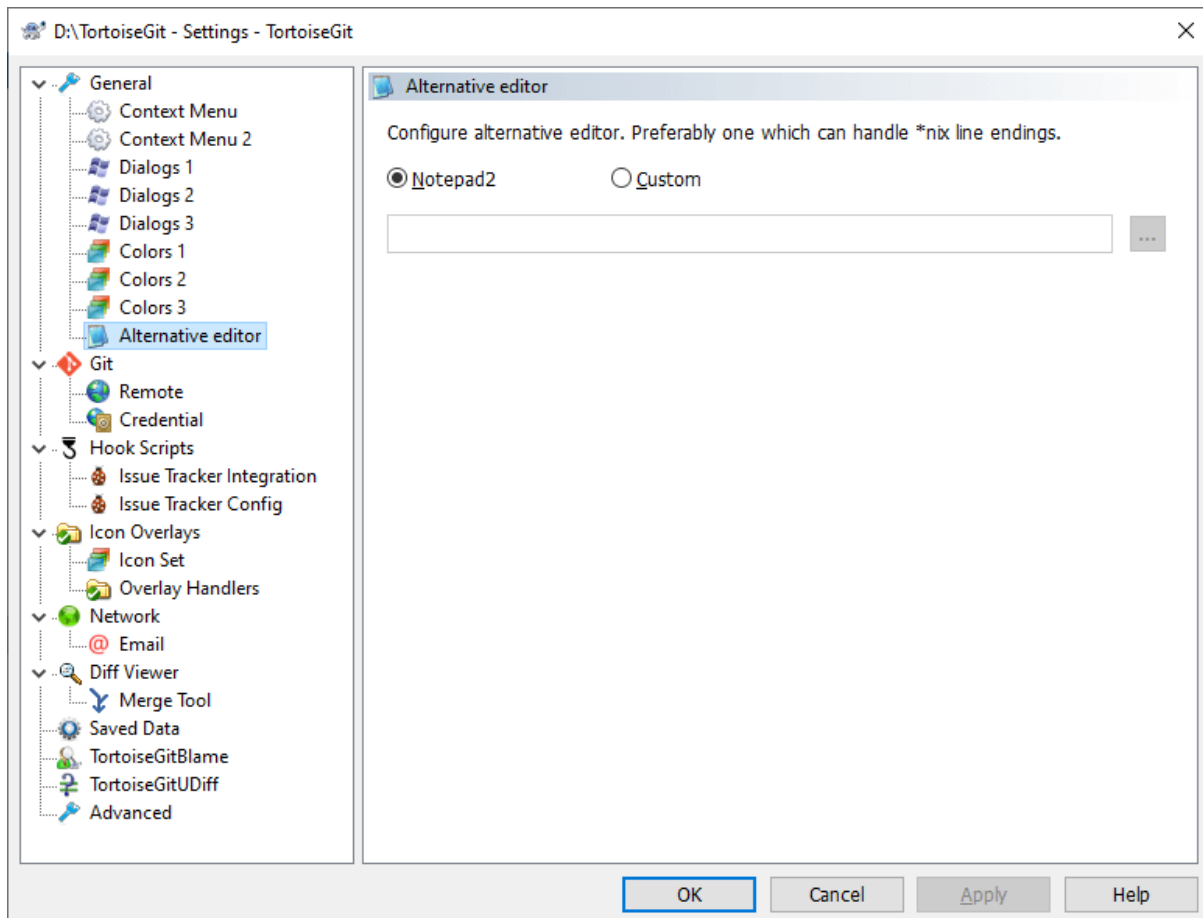 D:\TortoiseGit - Settings - TortoiseGit
General
Context Menu
Context Menu 2
Dialogs 1
Dialogs 2
Dialogs 3
Colors 1
Colors 2
Colors 3
Alternative editor
Git
Remote
Credential
Hook Scripts
Issue Tracker Integration
Issue Tracker Config
Icon Overlays
Icon Set
Overlay Handlers
Network
Email
Diff Viewer
Merge Tool
Saved Data
TortoiseGitBlame
TortoiseGitUDiff
Advanced
Alternative editor
Configure alternative editor. Preferably one which can handle *nix line endings.
Notepad2 Custom
...
OK Cancel Apply Help